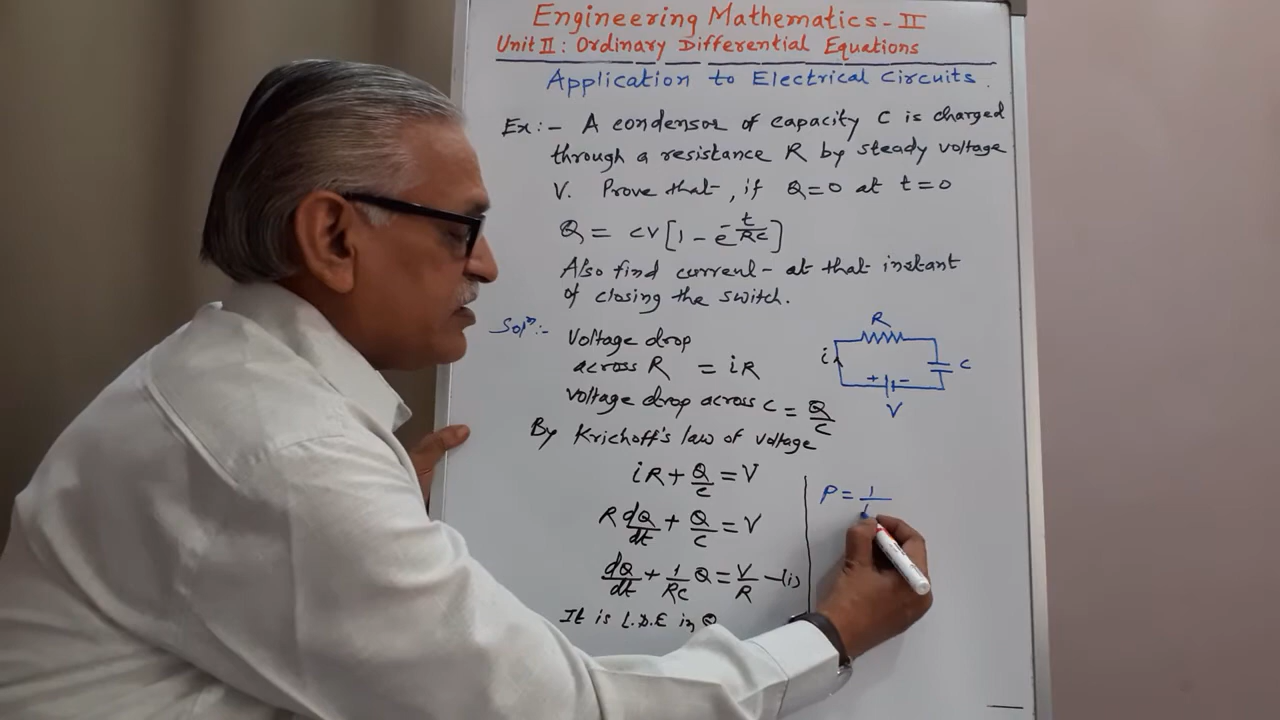 Engineering Mathematics - II
Unit II : Ordinary Differential Equations
Application to Electrical Circuits.
Ex:- A condensor of capacity C is charged
through a resistance R by steady voltage
V. Prove that, if Q=0 at t=0
Q = CV[1 - e^{-t/RC}]
Also find current at that instant
of closing the switch.
Solⁿ:-
Voltage drop
across R = iR
Voltage drop across C = Q/C
By Krichoff's law of voltage
iR + Q/C = V
R dQ/dt + Q/C = V
dQ/dt + 1/RC Q = V/R —(i)
It is L.D.E in Q
R
i
C
+ -
V
P = 1